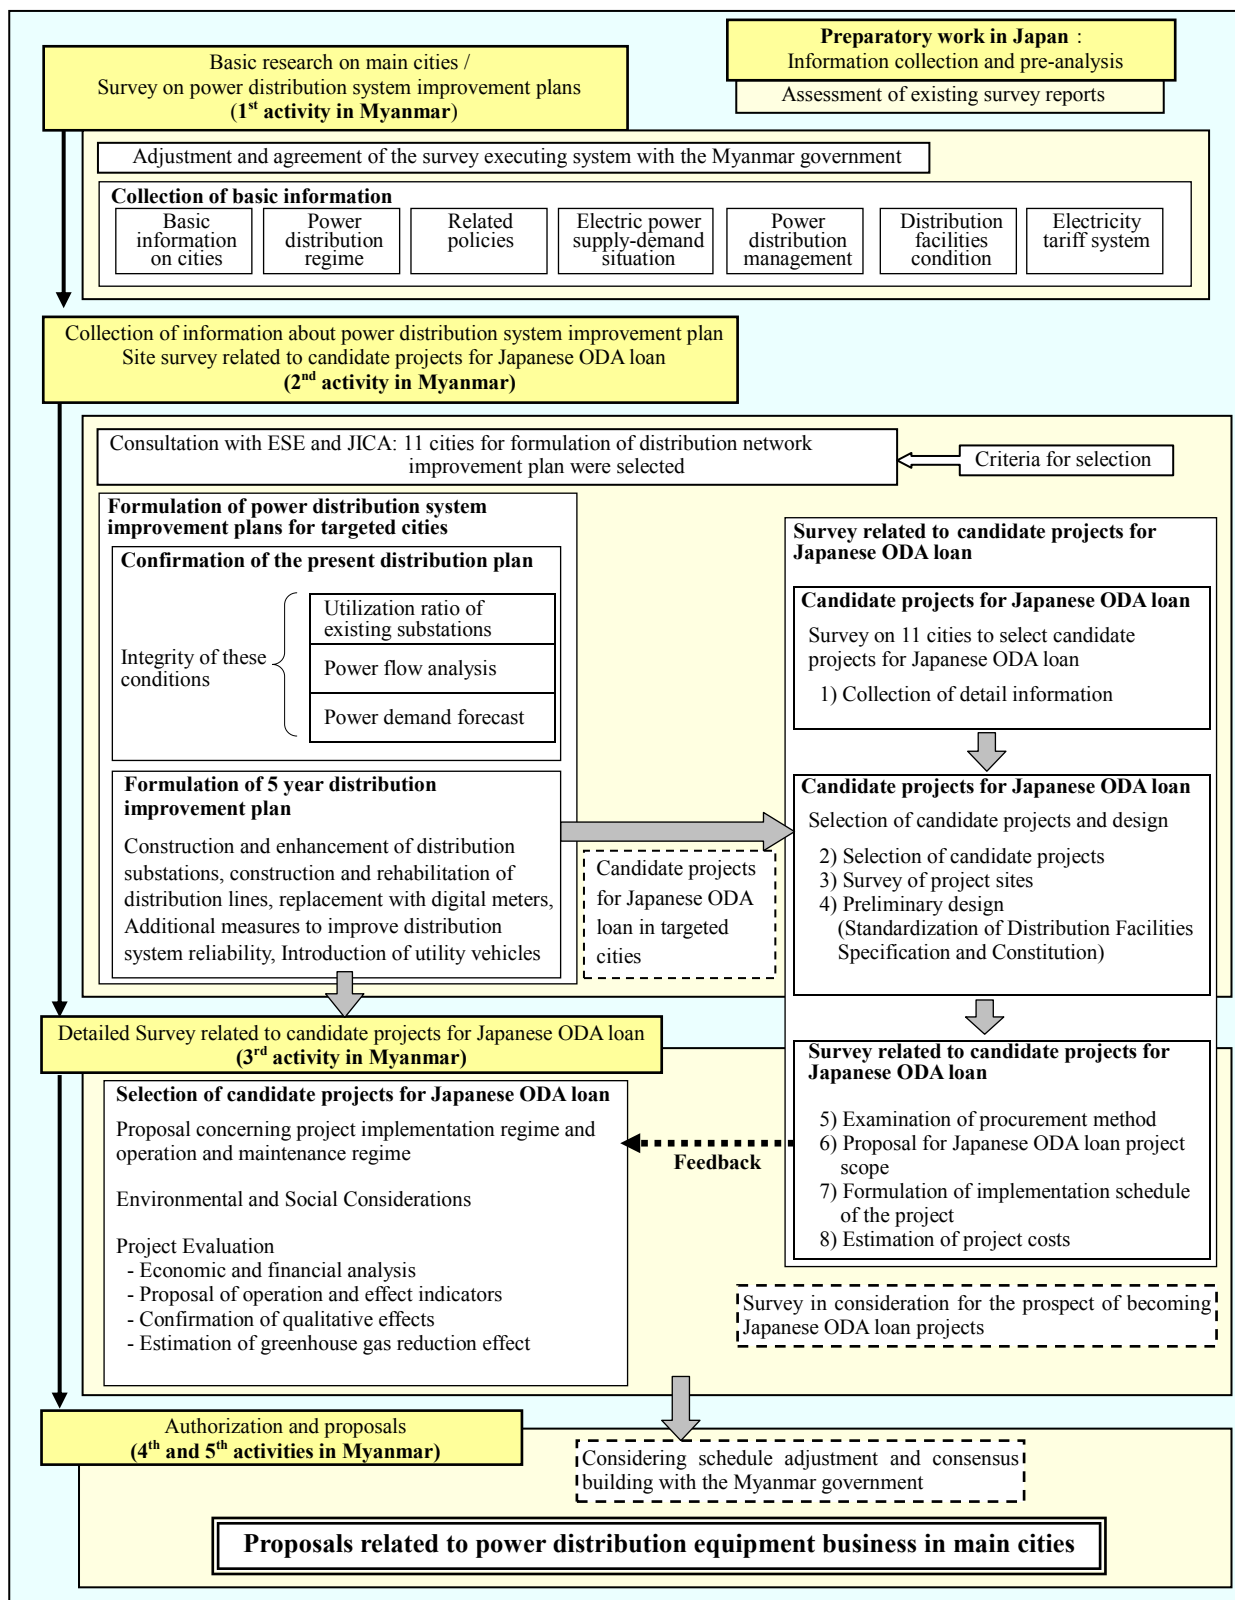 Preparatory work in Japan :
Information collection and pre-analysis
Assessment of existing survey reports
Basic research on main cities /
Survey on power distribution system improvement plans
(1st activity in Myanmar)
Adjustment and agreement of the survey executing system with the Myanmar government
Collection of basic information
Basic
information
on cities
Power
distribution
regime
Related
policies
Electric power
supply-demand
situation
Power
distribution
management
Distribution
facilities
condition
Electricity
tariff system
Collection of information about power distribution system improvement plan
Site survey related to candidate projects for Japanese ODA loan
(2nd activity in Myanmar)
Consultation with ESE and JICA: 11 cities for formulation of distribution network
improvement plan were selected
Criteria for selection
Formulation of power distribution system
improvement plans for targeted cities
Confirmation of the present distribution plan
Integrity of these
conditions
Utilization ratio of
existing substations
Power flow analysis
Power demand forecast
Formulation of 5 year distribution
improvement plan
Construction and enhancement of distribution
substations, construction and rehabilitation of
distribution lines, replacement with digital meters,
Additional measures to improve distribution
system reliability, Introduction of utility vehicles
Candidate projects
for Japanese ODA
loan in targeted
cities
Survey related to candidate projects for
Japanese ODA loan
Candidate projects for Japanese ODA loan
Survey on 11 cities to select candidate
projects for Japanese ODA loan
1) Collection of detail information
Candidate projects for Japanese ODA loan
Selection of candidate projects and design
2) Selection of candidate projects
3) Survey of project sites
4) Preliminary design
(Standardization of Distribution Facilities
Specification and Constitution)
Detailed Survey related to candidate projects for Japanese ODA loan
(3rd activity in Myanmar)
Selection of candidate projects for Japanese ODA loan
Proposal concerning project implementation regime and
operation and maintenance regime
Environmental and Social Considerations
Project Evaluation
- Economic and financial analysis
- Proposal of operation and effect indicators
- Confirmation of qualitative effects
- Estimation of greenhouse gas reduction effect
Feedback
Survey related to candidate projects for
Japanese ODA loan
5) Examination of procurement method
6) Proposal for Japanese ODA loan project
scope
7) Formulation of implementation schedule
of the project
8) Estimation of project costs
Survey in consideration for the prospect of becoming
Japanese ODA loan projects
Authorization and proposals
(4th and 5th activities in Myanmar)
Considering schedule adjustment and consensus
building with the Myanmar government
Proposals related to power distribution equipment business in main cities